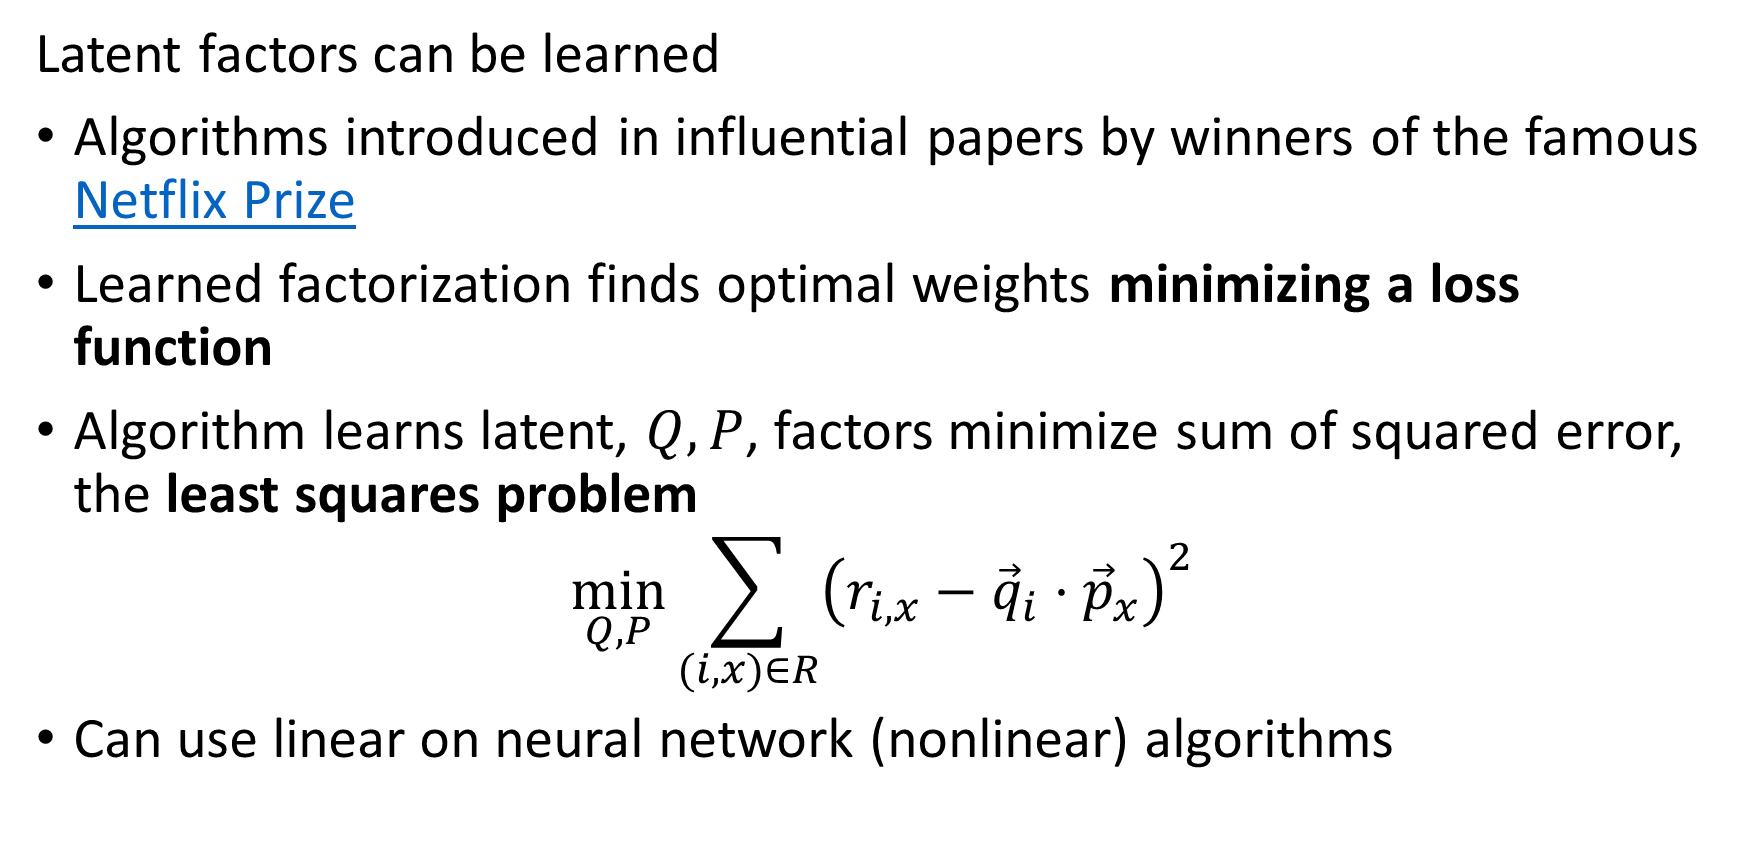 Latent factors can be learned
• Algorithms introduced in influential papers by winners of the famous
Netflix Prize
• Learned factorization finds optimal weights minimizing a loss
function
• Algorithm learns latent, Q, P, factors minimize sum of squared error,
the least squares problem
min_{Q,P} ∑_{(i,x)∈R} (r_{i,x} − q⃗_i · p⃗_x)²
• Can use linear on neural network (nonlinear) algorithms